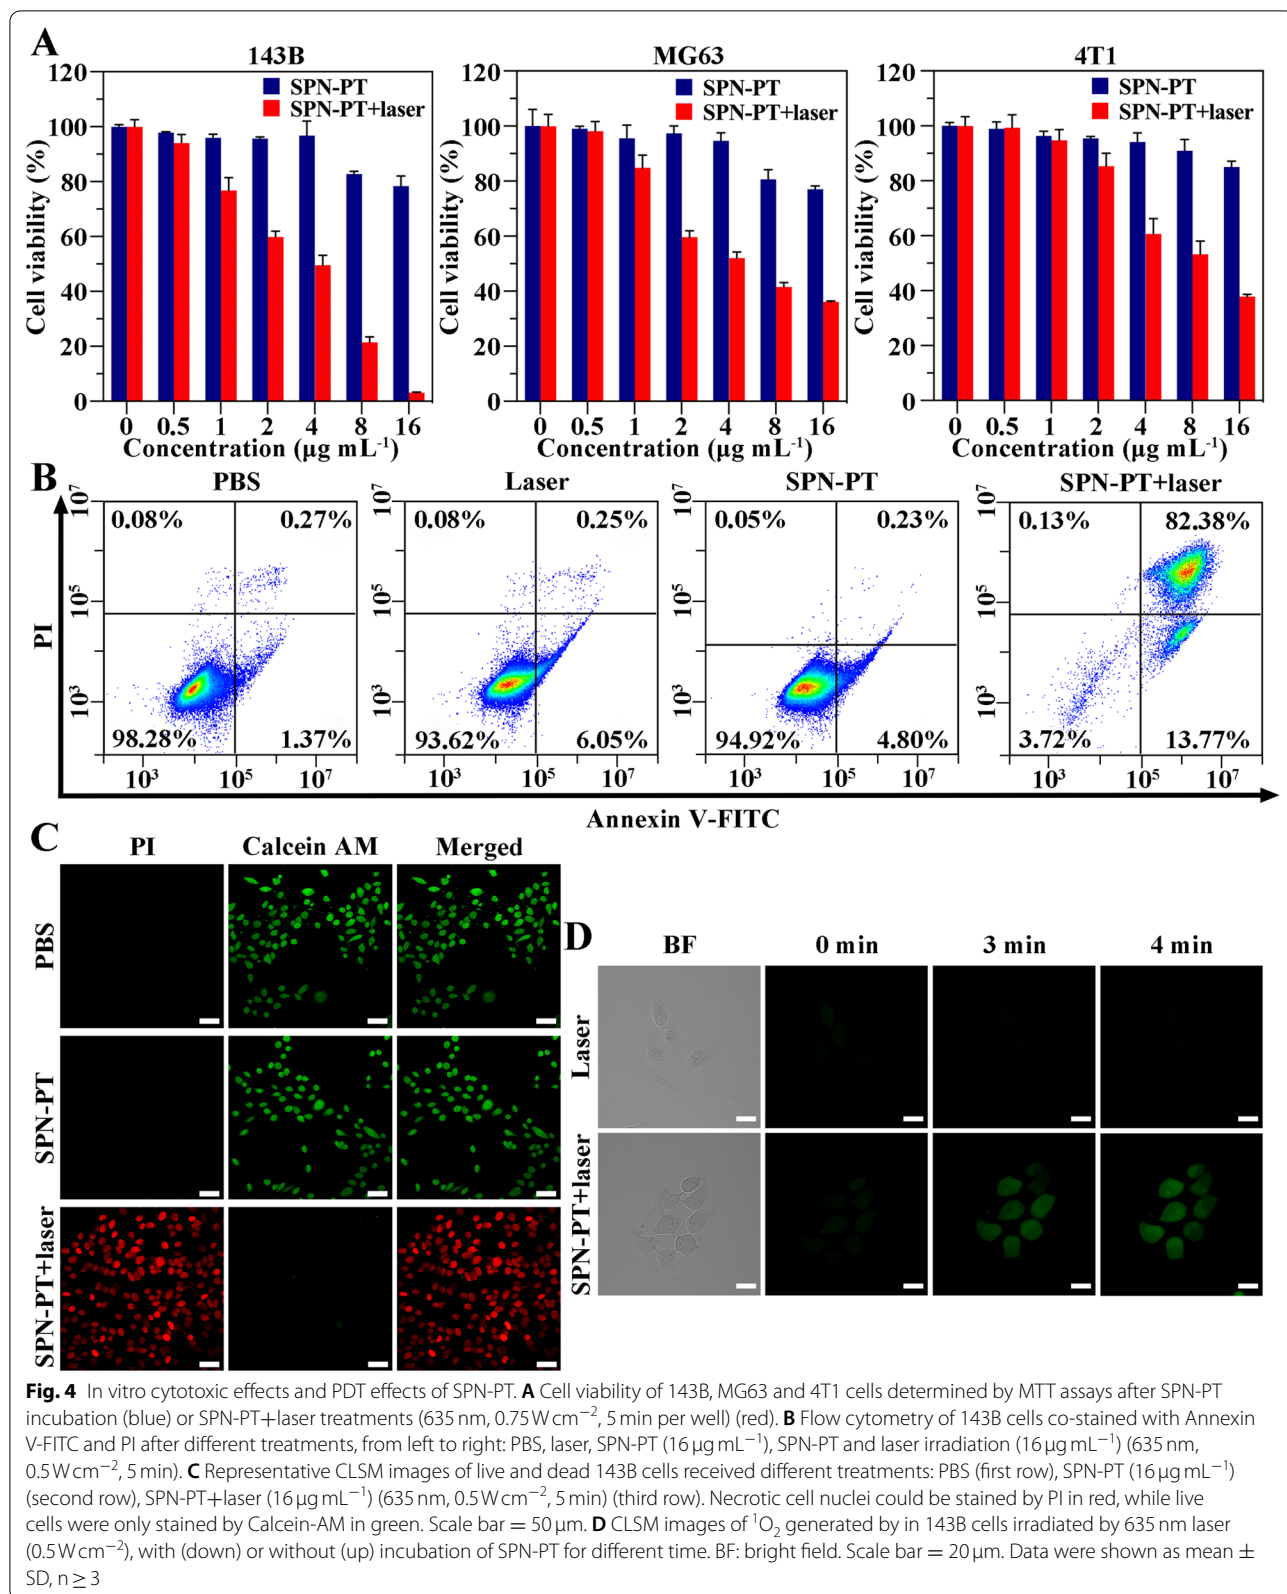 A
143B
MG63
4T1
Cell viability (%)
120
100
80
60
40
20
0
SPN-PT
SPN-PT+laser
0 0.5 1 2 4 8 16
Concentration (µg mL⁻¹)
Cell viability (%)
120
100
80
60
40
20
0
SPN-PT
SPN-PT+laser
0 0.5 1 2 4 8 16
Concentration (µg mL⁻¹)
Cell viability (%)
120
100
80
60
40
20
0
SPN-PT
SPN-PT+laser
0 0.5 1 2 4 8 16
Concentration (µg mL⁻¹)
B
PI
PBS
10⁷
10⁵
10³
0.08% 0.27%
98.28% 1.37%
10³ 10⁵ 10⁷
Laser
10⁷
10⁵
10³
0.08% 0.25%
93.62% 6.05%
10³ 10⁵ 10⁷
SPN-PT
10⁷
10⁵
10³
0.05% 0.23%
94.92% 4.80%
10³ 10⁵ 10⁷
SPN-PT+laser
10⁷
10⁵
10³
0.13% 82.38%
3.72% 13.77%
10³ 10⁵ 10⁷
Annexin V-FITC
C
PI Calcein AM Merged
PBS
SPN-PT
SPN-PT+laser
D
BF 0 min 3 min 4 min
Laser
SPN-PT+laser
Fig. 4 In vitro cytotoxic effects and PDT effects of SPN-PT. A Cell viability of 143B, MG63 and 4T1 cells determined by MTT assays after SPN-PT
incubation (blue) or SPN-PT+laser treatments (635 nm, 0.75 W cm⁻², 5 min per well) (red). B Flow cytometry of 143B cells co-stained with Annexin
V-FITC and PI after different treatments, from left to right: PBS, laser, SPN-PT (16 µg mL⁻¹), SPN-PT and laser irradiation (16 µg mL⁻¹) (635 nm,
0.5 W cm⁻², 5 min). C Representative CLSM images of live and dead 143B cells received different treatments: PBS (first row), SPN-PT (16 µg mL⁻¹)
(second row), SPN-PT+laser (16 µg mL⁻¹) (635 nm, 0.5 W cm⁻², 5 min) (third row). Necrotic cell nuclei could be stained by PI in red, while live
cells were only stained by Calcein-AM in green. Scale bar = 50 µm. D CLSM images of ¹O₂ generated by in 143B cells irradiated by 635 nm laser
(0.5 W cm⁻²), with (down) or without (up) incubation of SPN-PT for different time. BF: bright field. Scale bar = 20 µm. Data were shown as mean ±
SD, n ≥ 3